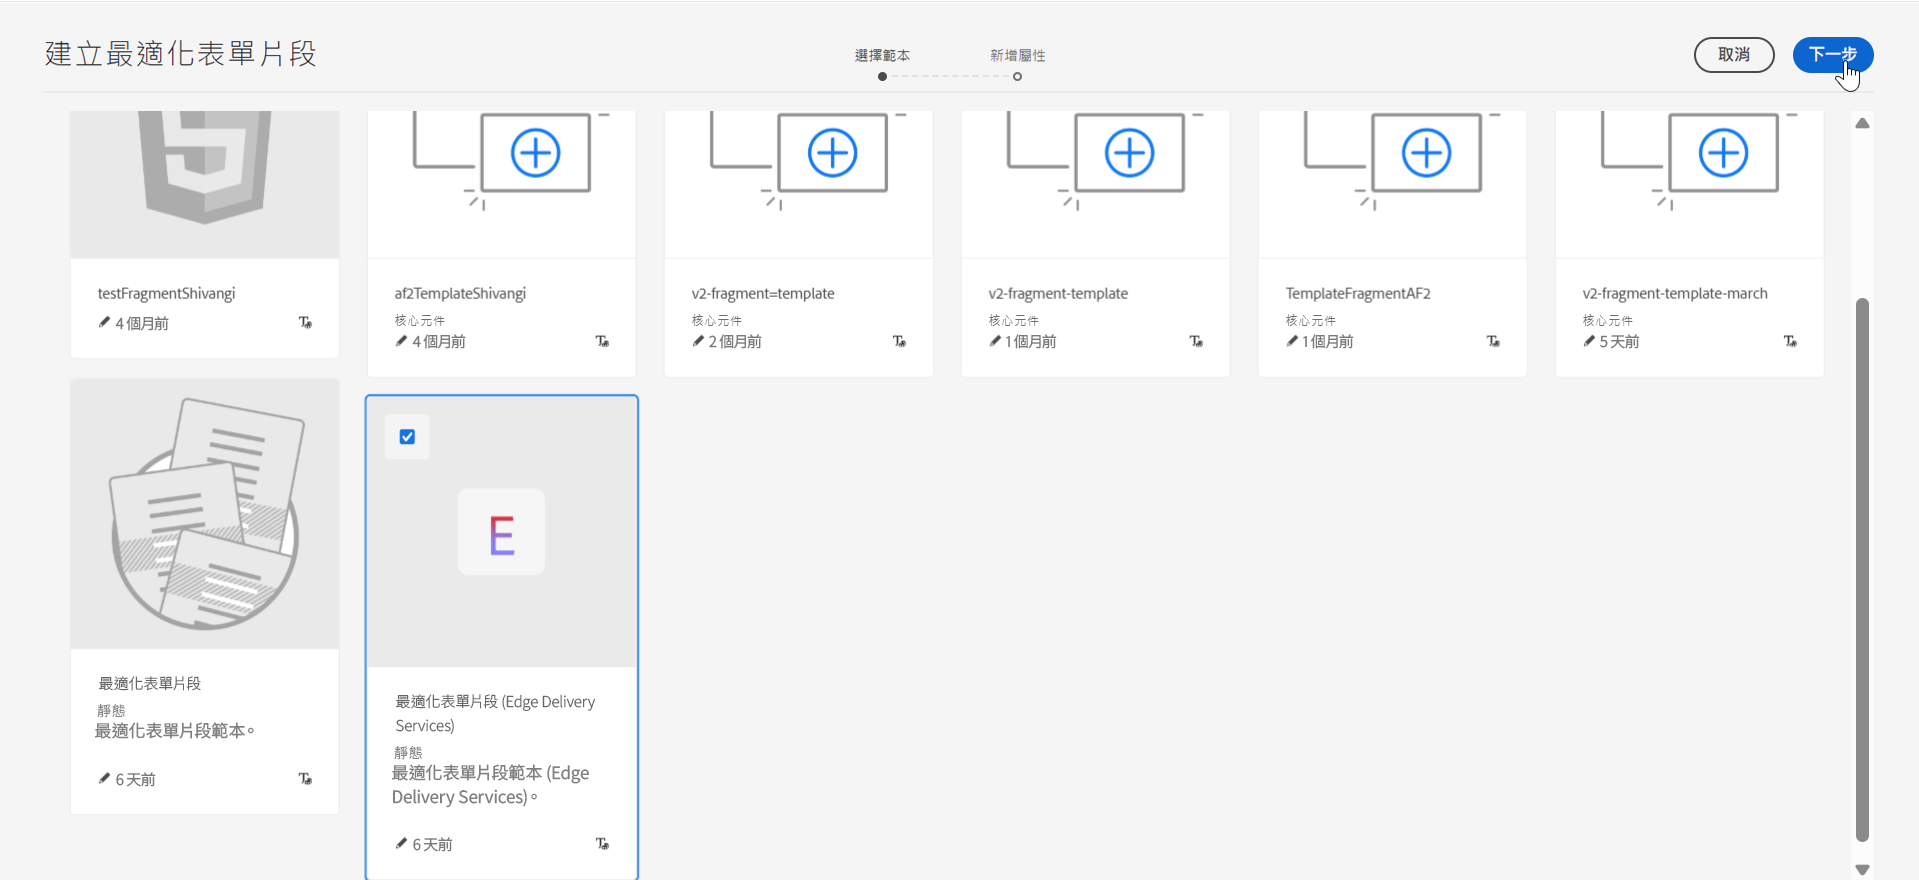 建立最適化表單片段
選擇範本
新增屬性
取消
下一步
testFragmentShivangi
4 個月前
af2TemplateShivangi
核心元件
4 個月前
v2-fragment=template
核心元件
2 個月前
v2-fragment-template
核心元件
1 個月前
TemplateFragmentAF2
核心元件
1 個月前
v2-fragment-template-march
核心元件
5 天前
最適化表單片段
靜態
最適化表單片段範本。
6 天前
E
最適化表單片段 (Edge Delivery
Services)
靜態
最適化表單片段範本 (Edge
Delivery Services)。
6 天前